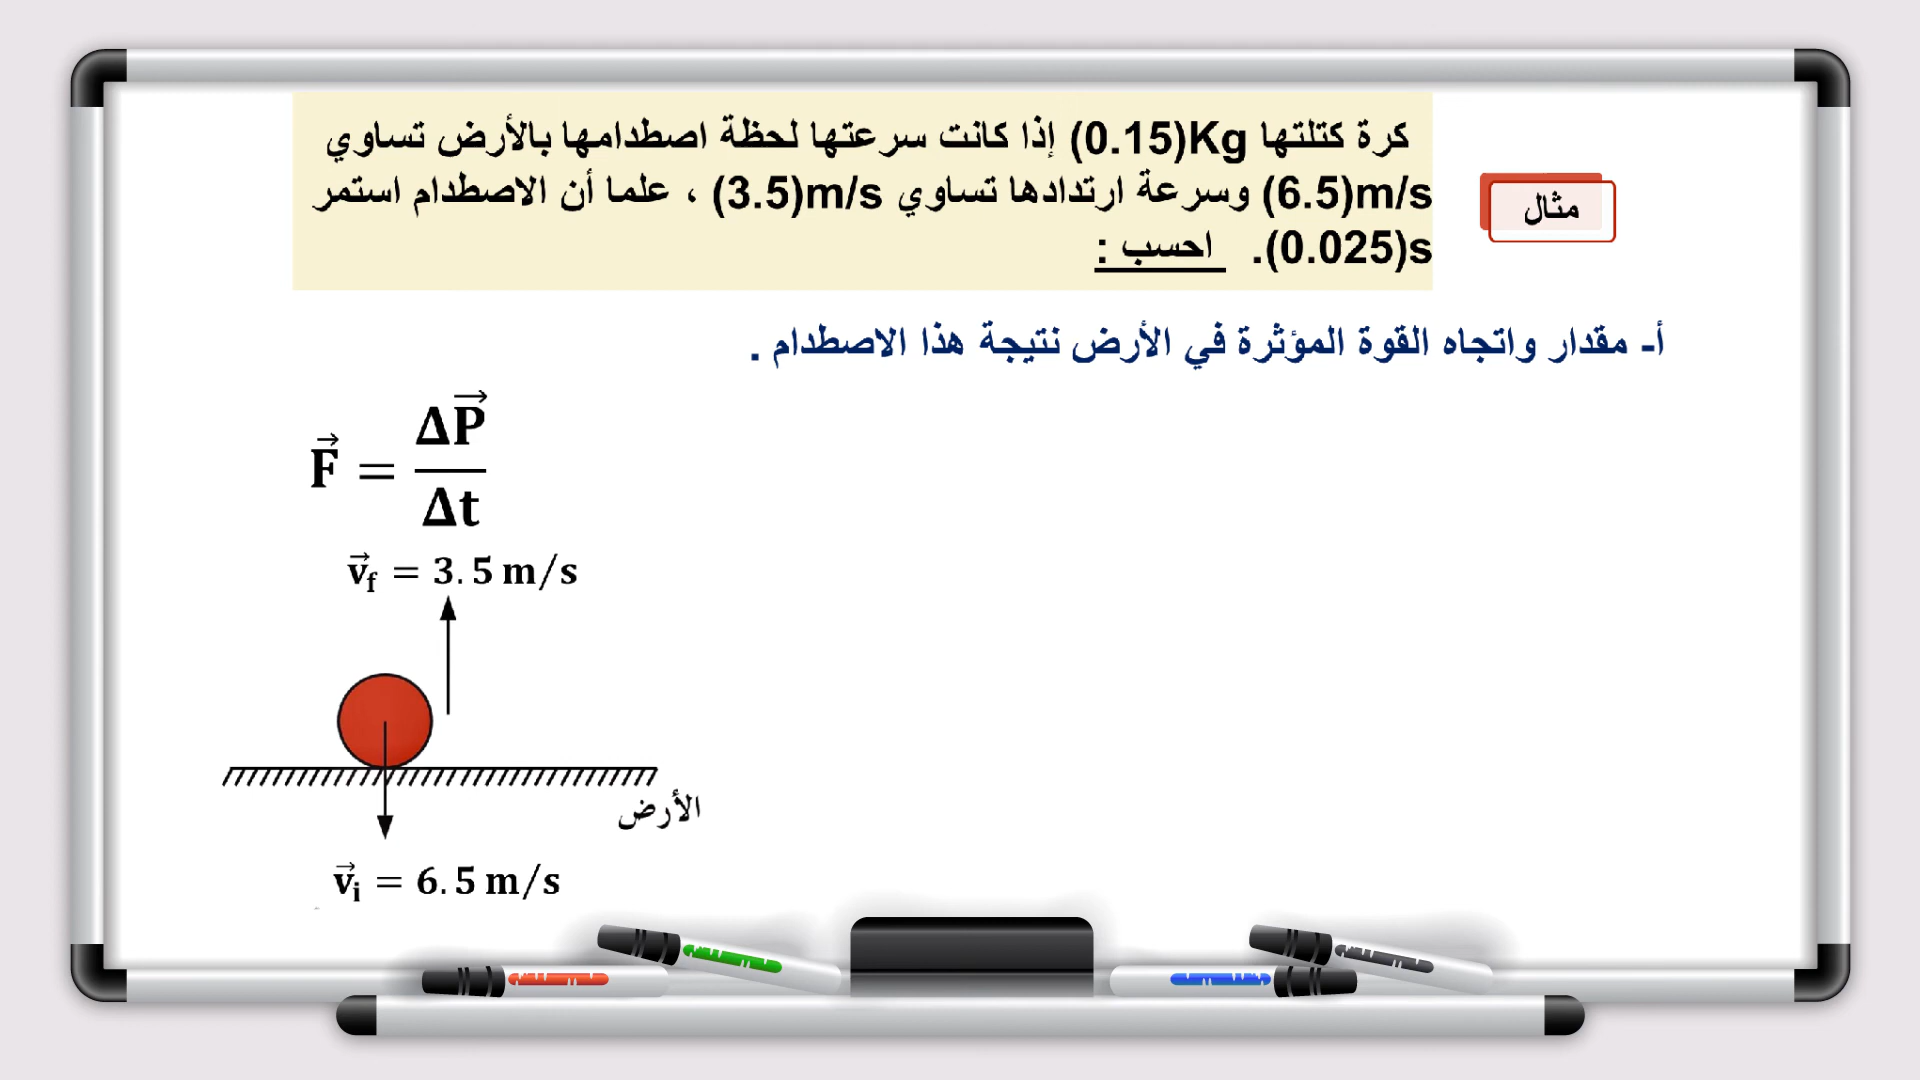 كرة كتلتها (0.15)Kg إذا كانت سرعتها لحظة اصطدامها بالأرض تساوي
(6.5)m/s وسرعة ارتدادها تساوي (3.5)m/s ، علما أن الاصطدام استمر
(0.025)s. احسب :
مثال
أ- مقدار واتجاه القوة المؤثرة في الأرض نتيجة هذا الاصطدام .
F⃗ = ΔP⃗ / Δt
v⃗f = 3.5 m/s
الأرض
v⃗i = 6.5 m/s